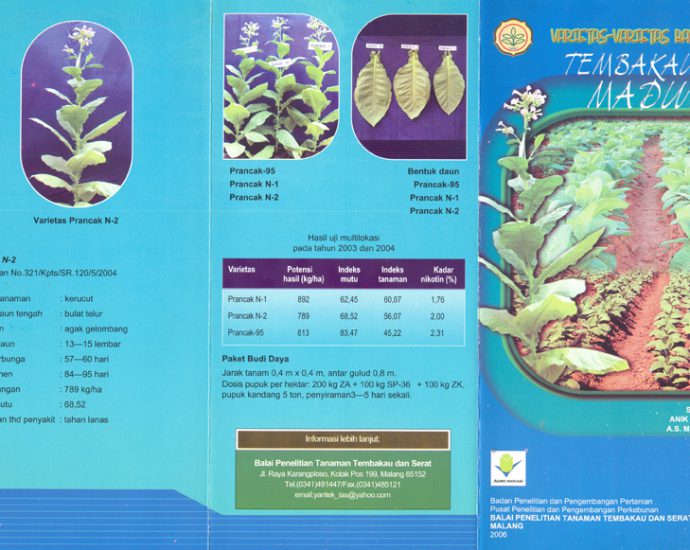 Varietas Prancak N-2
N-2
an No.321/Kpts/SR.120/5/2004
anaman : kerucut
aun tengah : bulat telur
: agak gelombang
aun : 13—15 lembar
rbunga : 57—60 hari
nen : 84—95 hari
angan : 789 kg/ha
utu : 68,52
an thd penyakit : tahan lanas
Prancak-95
Prancak N-1
Prancak N-2
Bentuk daun
Prancak-95
Prancak N-1
Prancak N-2
Hasil uji multilokasi
pada tahun 2003 dan 2004
Varietas Potensi hasil (kg/ha) Indeks mutu Indeks tanaman Kadar nikotin (%)
Prancak N-1 892 62,45 60,07 1,76
Prancak N-2 789 68,52 56,07 2,00
Prancak-95 813 83,47 45,22 2,31
Paket Budi Daya
Jarak tanam 0,4 m x 0,4 m, antar gulud 0,8 m.
Dosis pupuk per hektar: 200 kg ZA + 100 kg SP-36 + 100 kg ZK,
pupuk kandang 5 ton, penyiraman3—5 hari sekali.
Informasi lebih lanjut:
Balai Penelitian Tanaman Tembakau dan Serat
Jl. Raya Karangploso, Kotak Pos 199, Malang 65152
Tel.(0341)491447/Fax.(0341)485121
email:yantek_tas@yahoo.com
VARIETAS-VARIETAS BA
TEMBAKAU
MADU
S
ANIK
A.S. M
AGRO INOVASI
Badan Penelitian dan Pengembangan Pertanian
Pusat Penelitian dan Pengembangan Perkebunan
BALAI PENELITIAN TANAMAN TEMBAKAU DAN SERAT
MALANG
2006